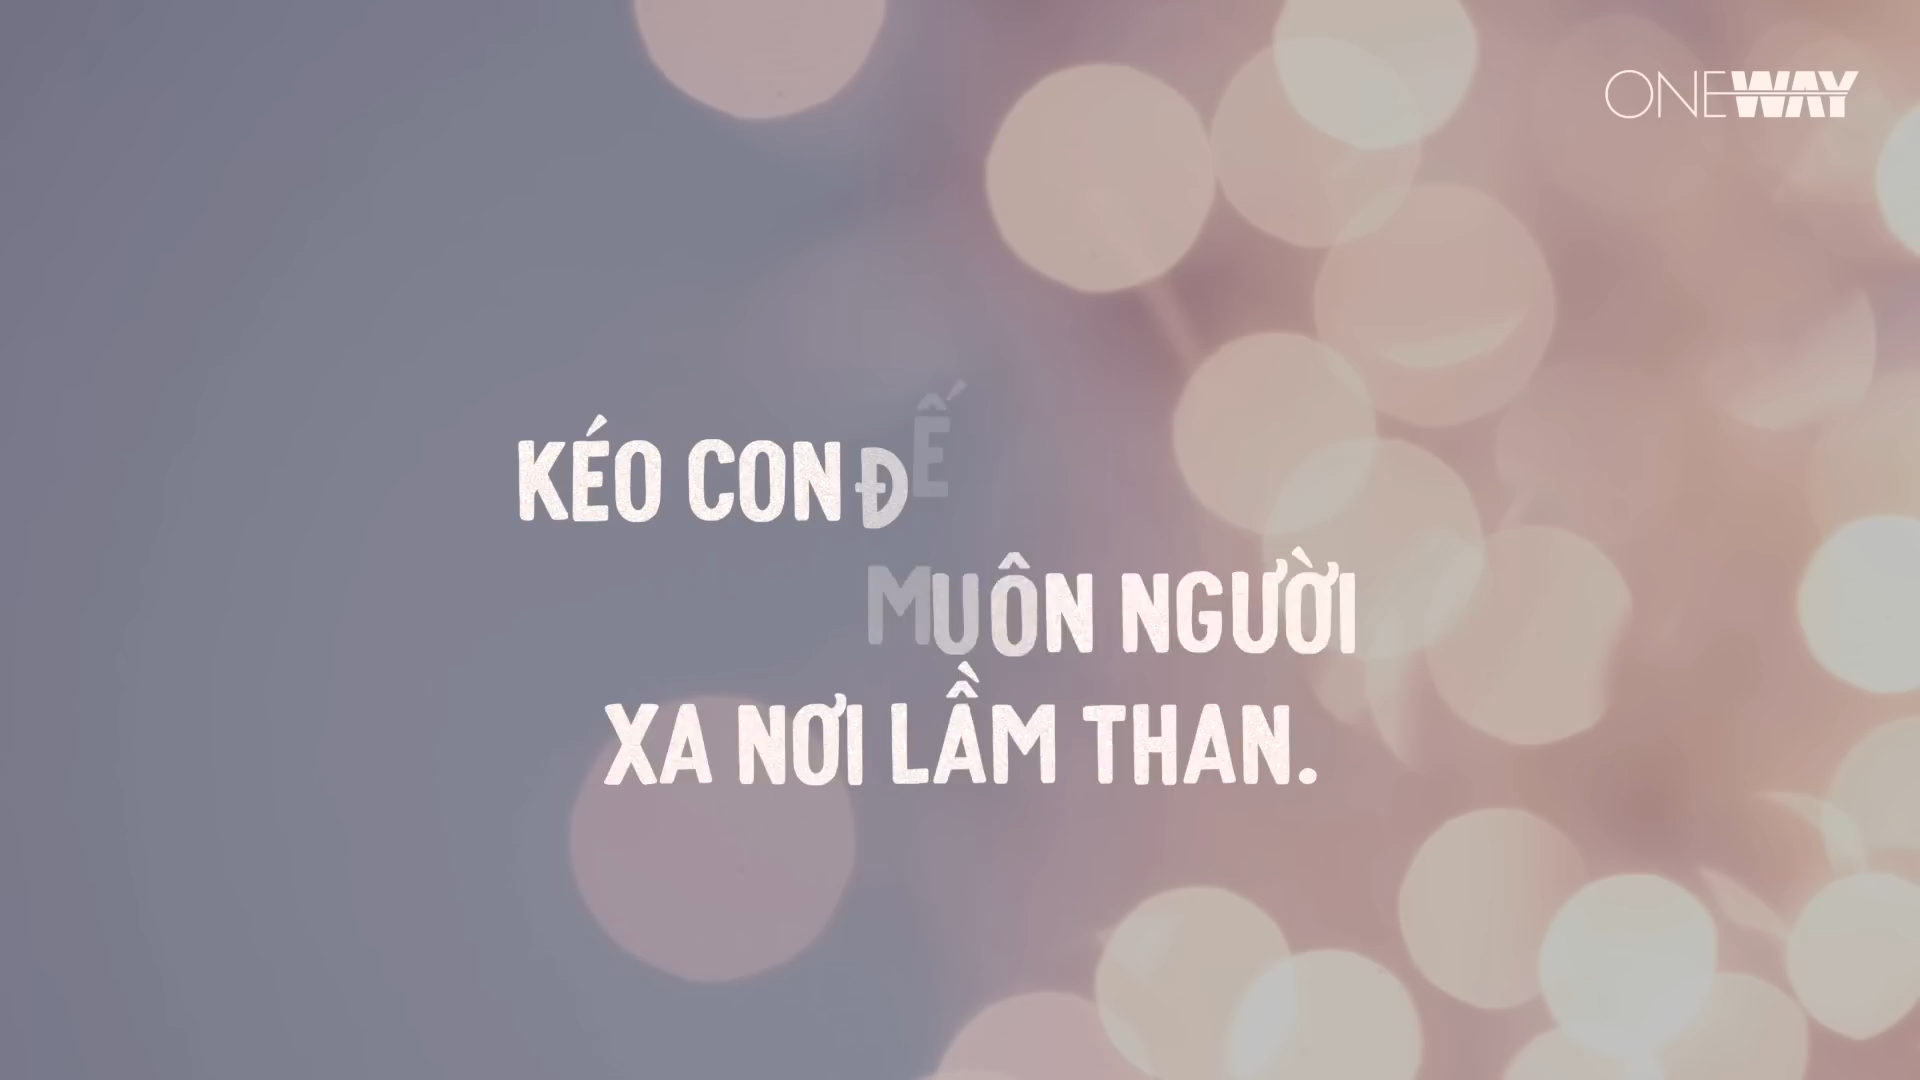 ONEWAY
KÉO CON ĐẾ
MUÔN NGƯỜI
XA NƠI LẦM THAN.